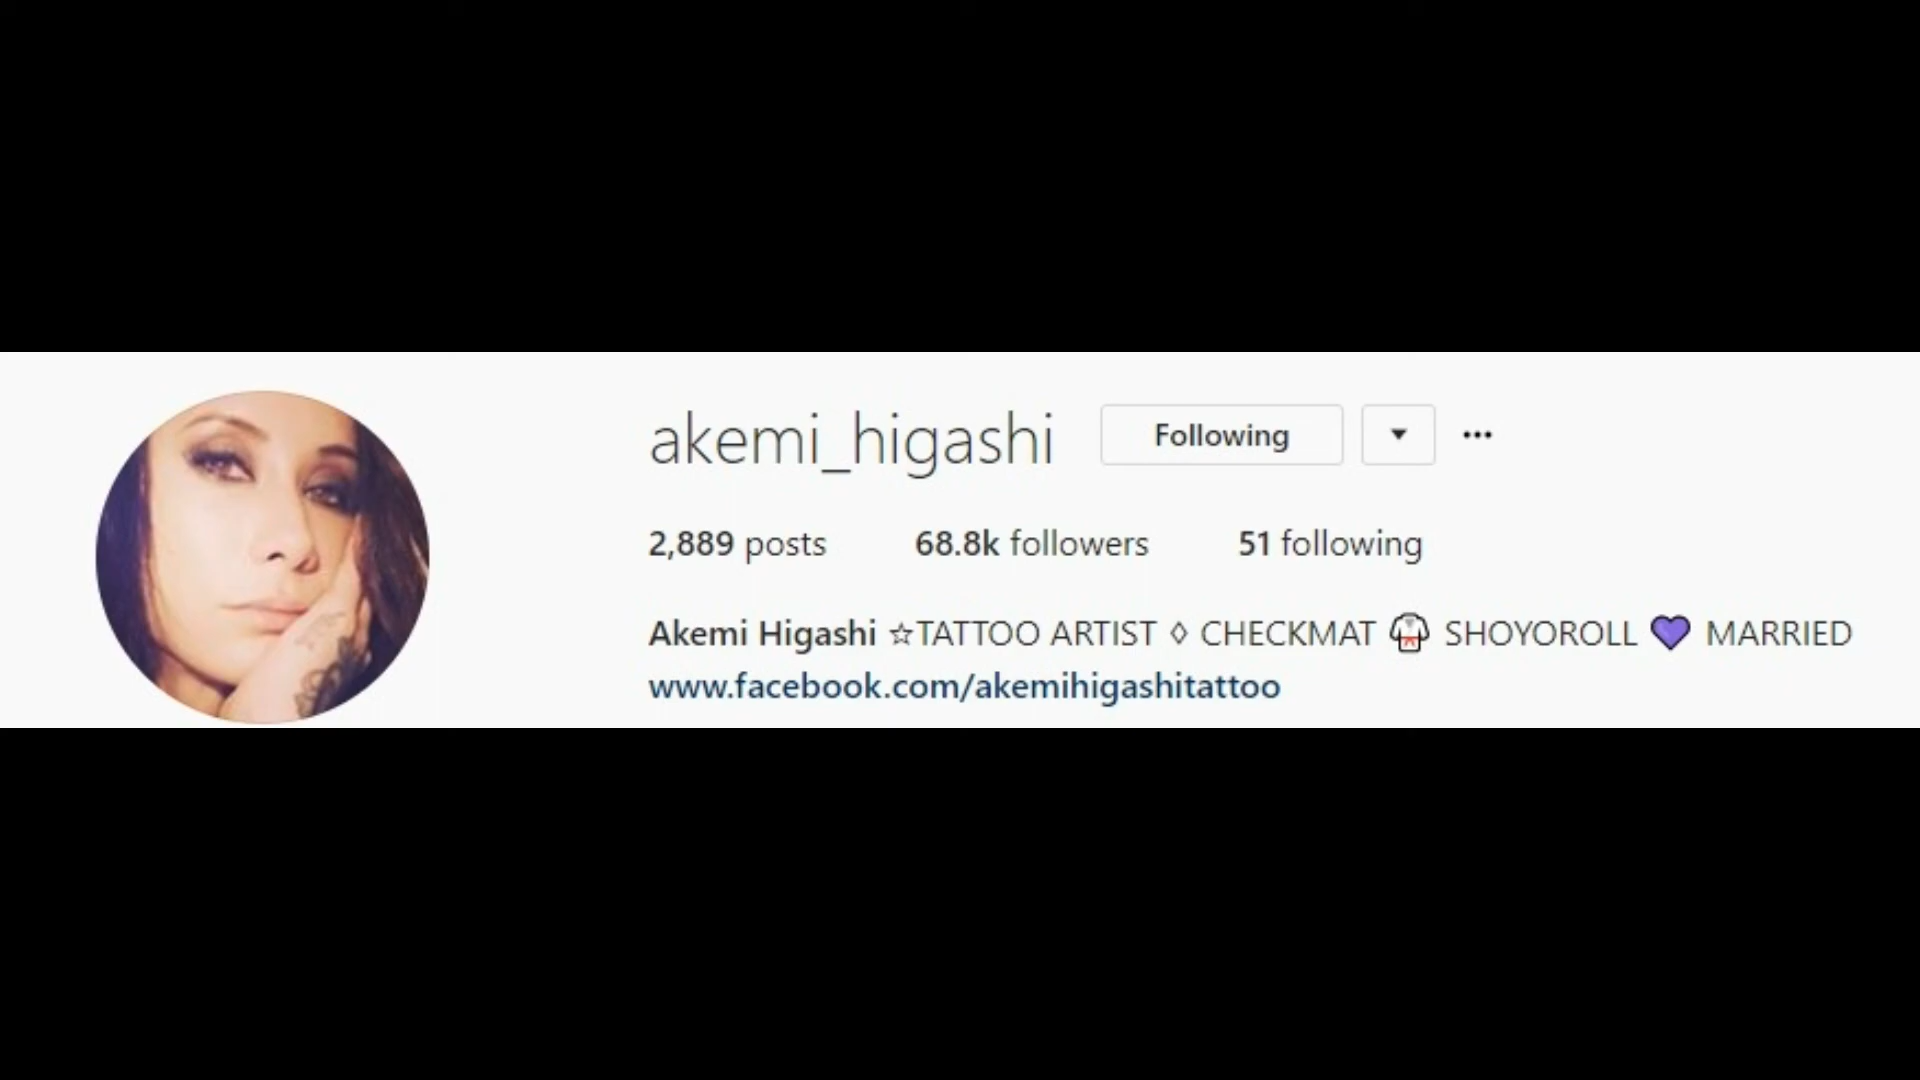 akemi_higashi Following ▼ •••
2,889 posts 68.8k followers 51 following
Akemi Higashi ☆TATTOO ARTIST ◊ CHECKMAT 🥋 SHOYOROLL 💜 MARRIED
www.facebook.com/akemihigashitattoo